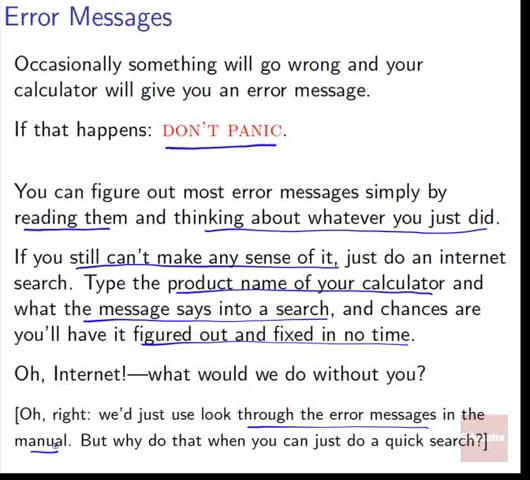 Error Messages
Occasionally something will go wrong and your
calculator will give you an error message.
If that happens: DON'T PANIC.
You can figure out most error messages simply by
reading them and thinking about whatever you just did.
If you still can't make any sense of it, just do an internet
search. Type the product name of your calculator and
what the message says into a search, and chances are
you'll have it figured out and fixed in no time.
Oh, Internet!—what would we do without you?
[Oh, right: we'd just use look through the error messages in the
manual. But why do that when you can just do a quick search?]